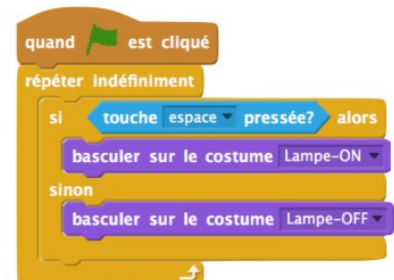 quand est cliqué
répéter indéfiniment
si touche espace pressée? alors
basculer sur le costume Lampe-ON
sinon
basculer sur le costume Lampe-OFF